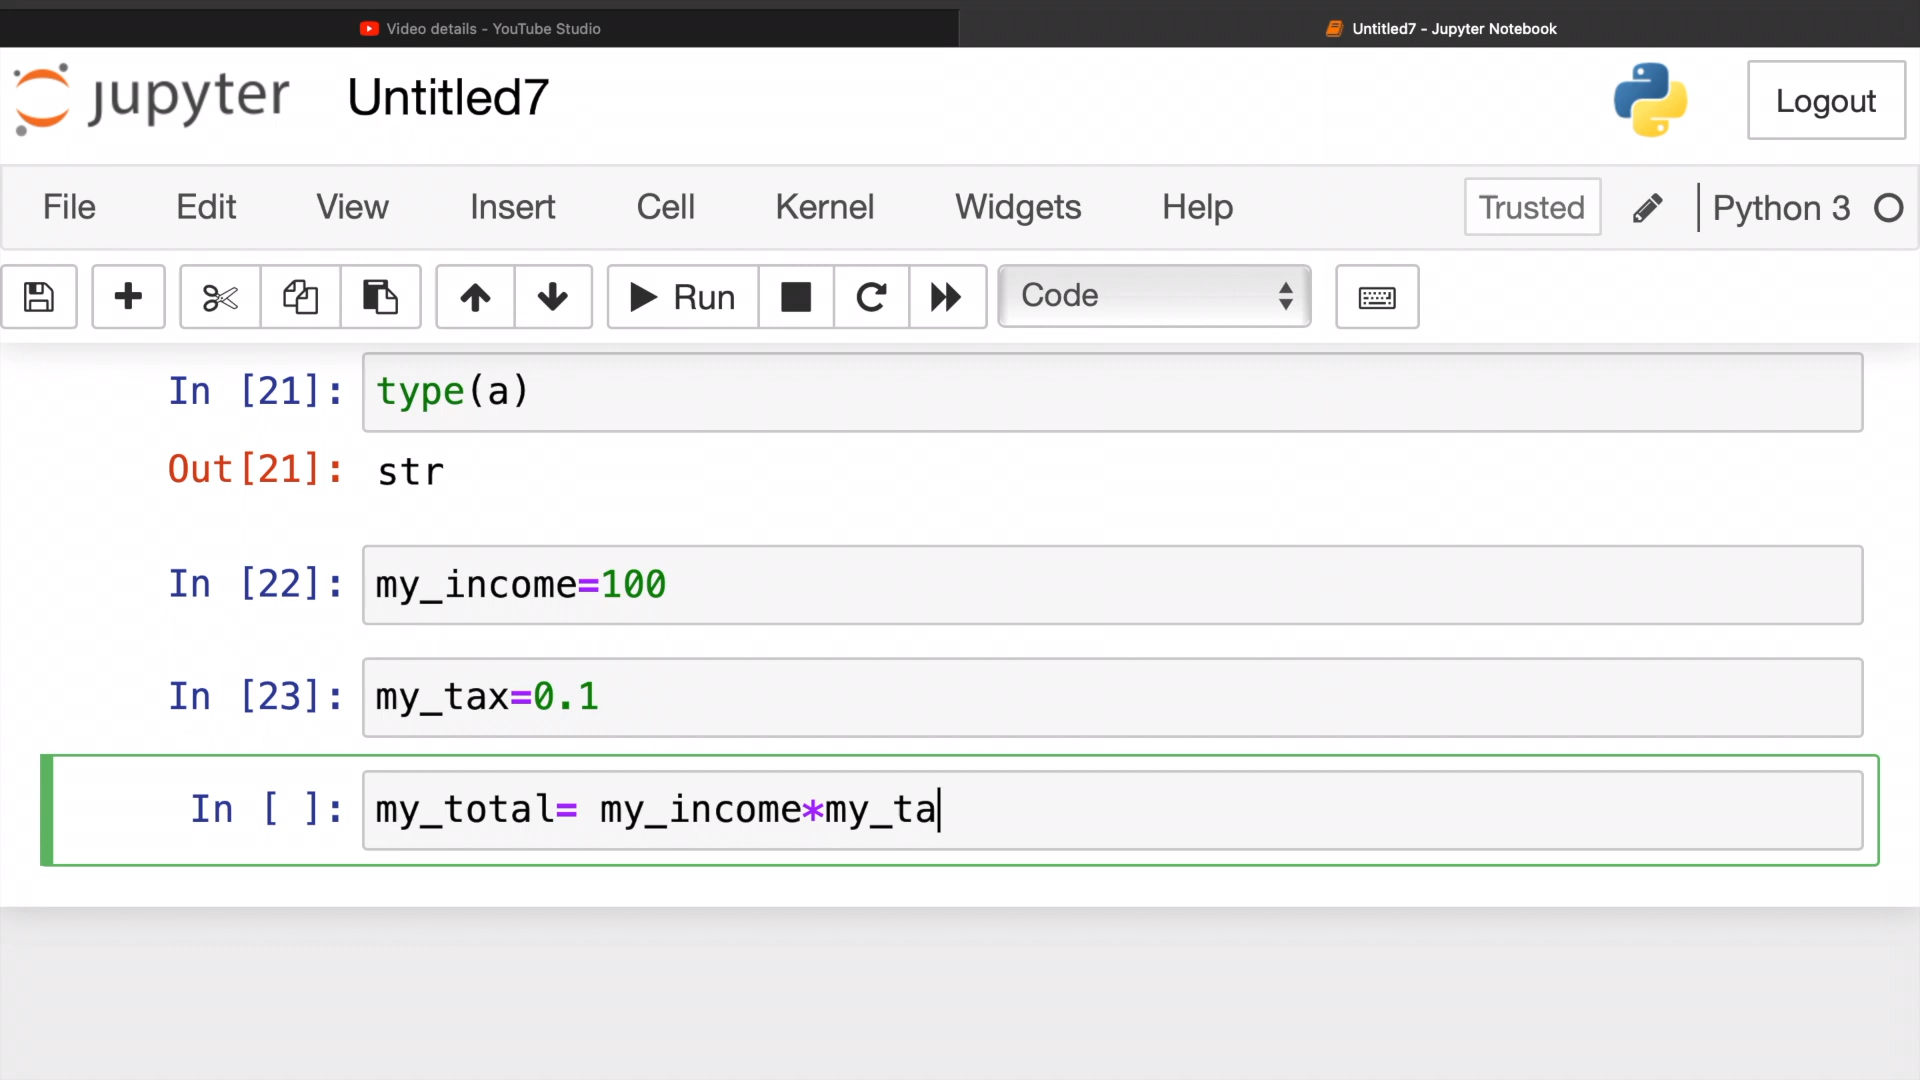 Video details - YouTube Studio
Untitled7 - Jupyter Notebook
jupyter Untitled7
Logout
File Edit View Insert Cell Kernel Widgets Help Trusted Python 3
Run Code
In [21]: type(a)
Out[21]: str
In [22]: my_income=100
In [23]: my_tax=0.1
In [ ]: my_total= my_income*my_ta